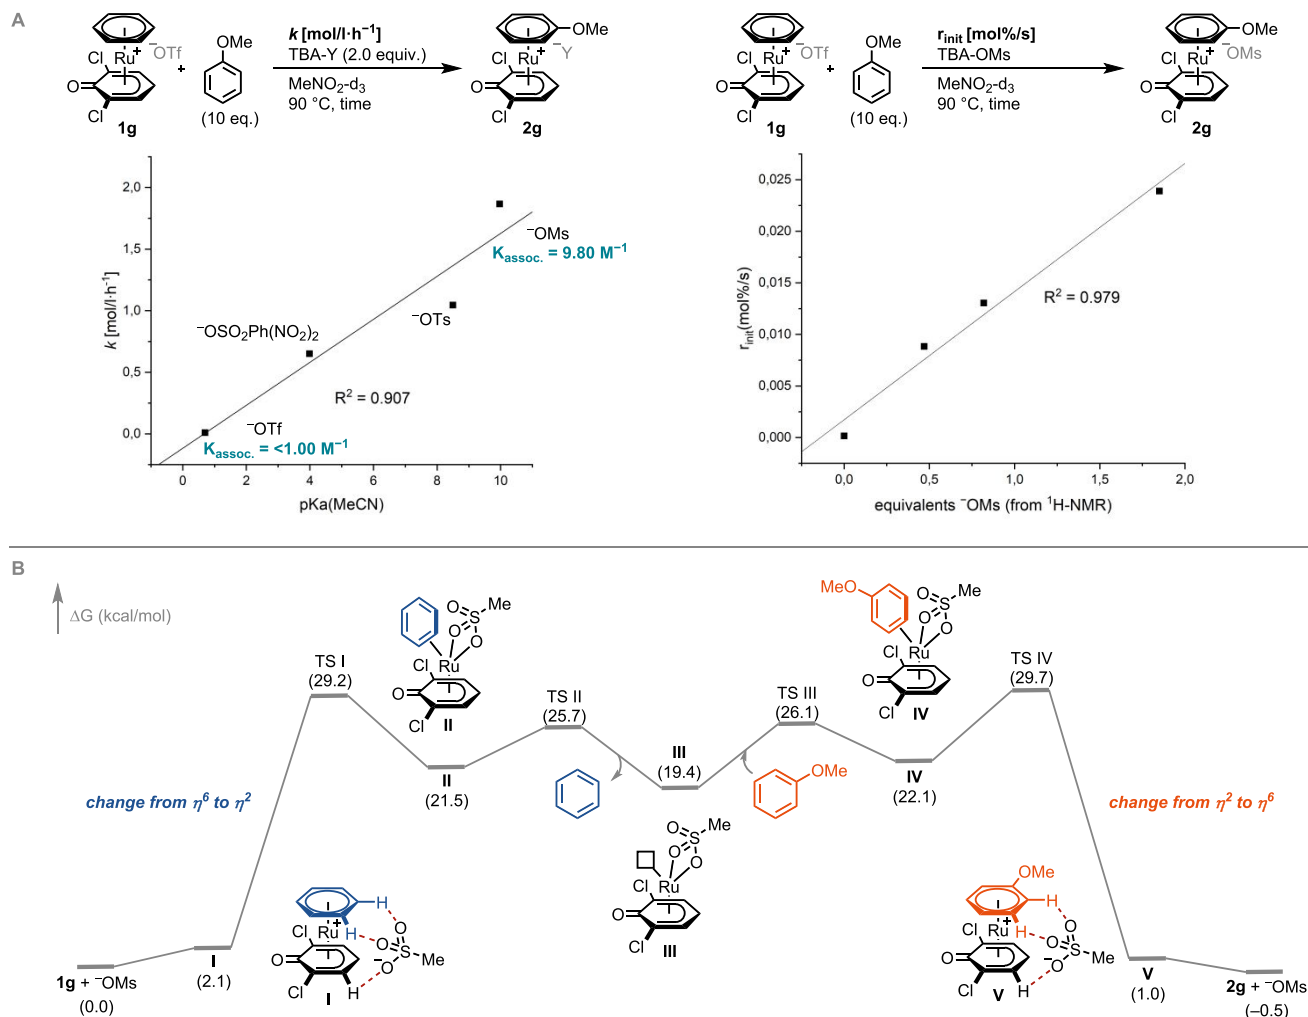 A
OMe
Cl
Ru
+
−OTf
O
Cl
1g
+
OMe
(10 eq.)
k [mol/l·h−1]
TBA-Y (2.0 equiv.)
MeNO2-d3
90 °C, time
OMe
Cl
Ru
+
−Y
O
Cl
2g
Cl
Ru
+
−OTf
O
Cl
1g
+
OMe
(10 eq.)
rinit [mol%/s]
TBA-OMs
MeNO2-d3
90 °C, time
OMe
Cl
Ru
+
−OMs
O
Cl
2g
k [mol/l·h-1]
2,0
1,5
1,0
0,5
0,0
−OMs
Kassoc. = 9.80 M−1
−OSO2Ph(NO2)2
−OTs
R2 = 0.907
−OTf
Kassoc. = <1.00 M−1
0 2 4 6 8 10
pKa(MeCN)
rinit(mol%/s)
0,025
0,020
0,015
0,010
0,005
0,000
R2 = 0.979
0,0 0,5 1,0 1,5 2,0
equivalents −OMs (from 1H-NMR)
B
ΔG (kcal/mol)
1g + −OMs
(0.0)
I
(2.1)
change from η6 to η2
TS I
(29.2)
H
H
Cl
Ru
+
O
Cl
H
O
O
S
O
−
Me
I
O
S
Me
O
O
Cl
Ru
O
Cl
II
II
(21.5)
TS II
(25.7)
III
(19.4)
O
S
Me
O
O
Cl
Ru
O
Cl
III
TS III
(26.1)
OMe
MeO
O
S
Me
O
O
Cl
Ru
O
Cl
IV
IV
(22.1)
TS IV
(29.7)
change from η2 to η6
OMe
H
H
Cl
Ru
+
O
Cl
H
O
O
S
O
−
Me
V
V
(1.0)
2g + −OMs
(−0.5)